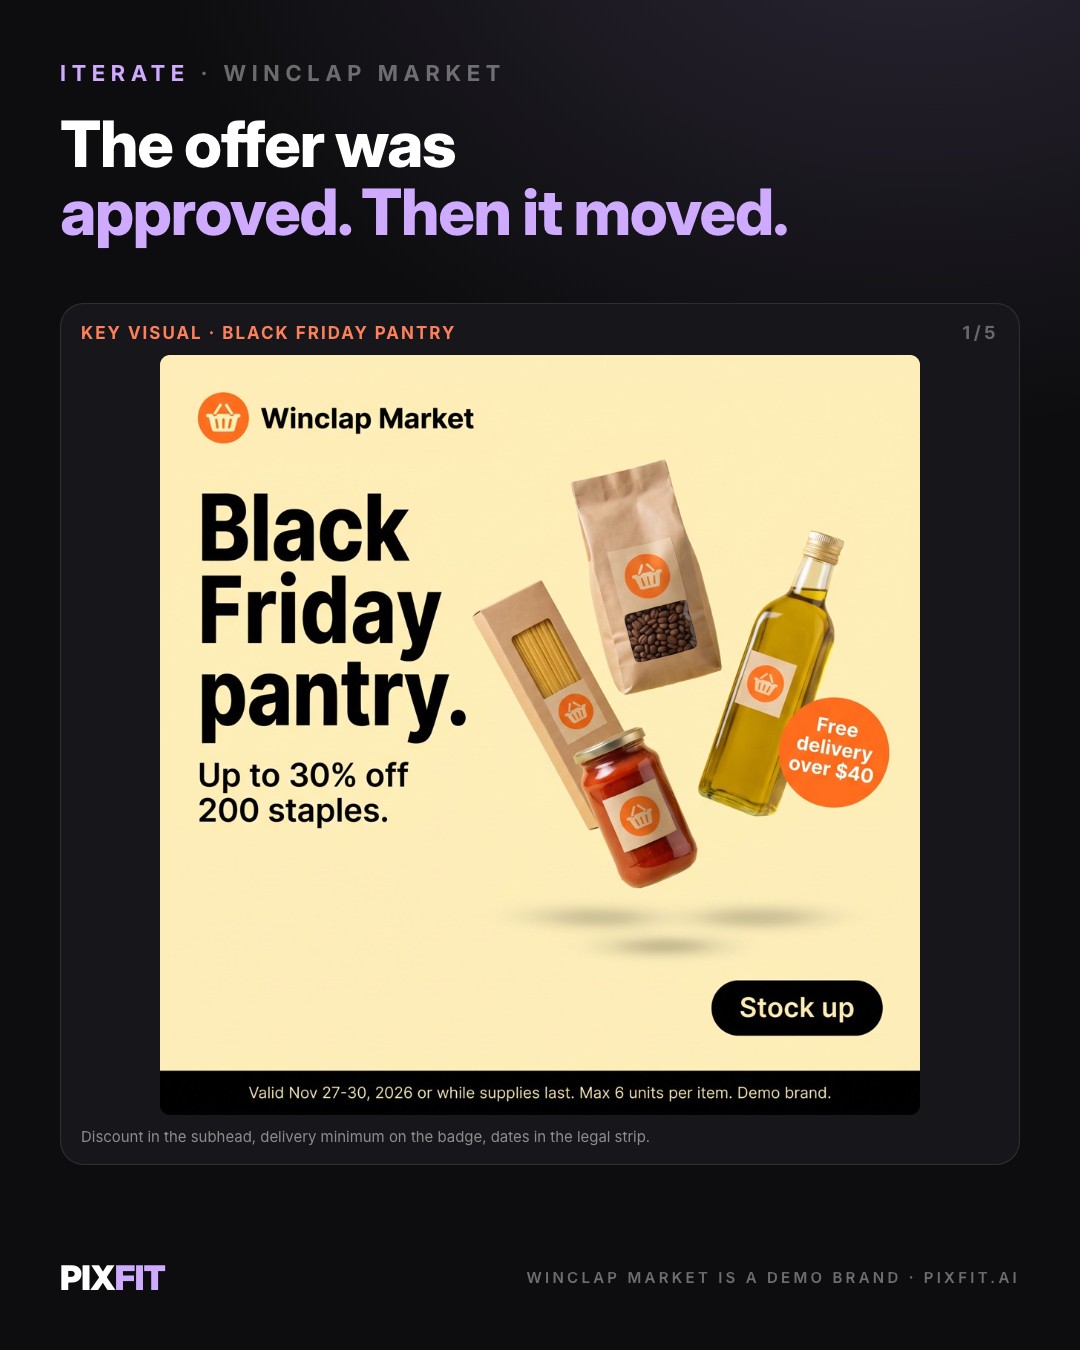 ITERATE · WINCLAP MARKET
The offer was
approved. Then it moved.
KEY VISUAL · BLACK FRIDAY PANTRY
1/5
Winclap Market
Black
Friday
pantry.
Up to 30% off
200 staples.
Free
delivery
over $40
Stock up
Valid Nov 27-30, 2026 or while supplies last. Max 6 units per item. Demo brand.
Discount in the subhead, delivery minimum on the badge, dates in the legal strip.
PIXFIT
WINCLAP MARKET IS A DEMO BRAND · PIXFIT.AI